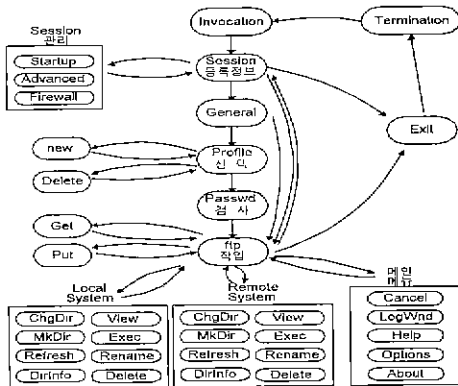 Invocation
Termination
Session
관리
Startup
Advanced
Firewall
Session
등록정보
General
Exit
new
Delete
Profile
선 택
Passwd
검 사
Get
Put
ftp
작업
Local
System
Remote
System
메인
메뉴
ChgDir
View
MkDir
Exec
Refresh
Rename
DirInfo
Delete
ChgDir
View
MkDir
Exec
Refresh
Rename
DirInfo
Delete
Cancel
LogWnd
Help
Options
About